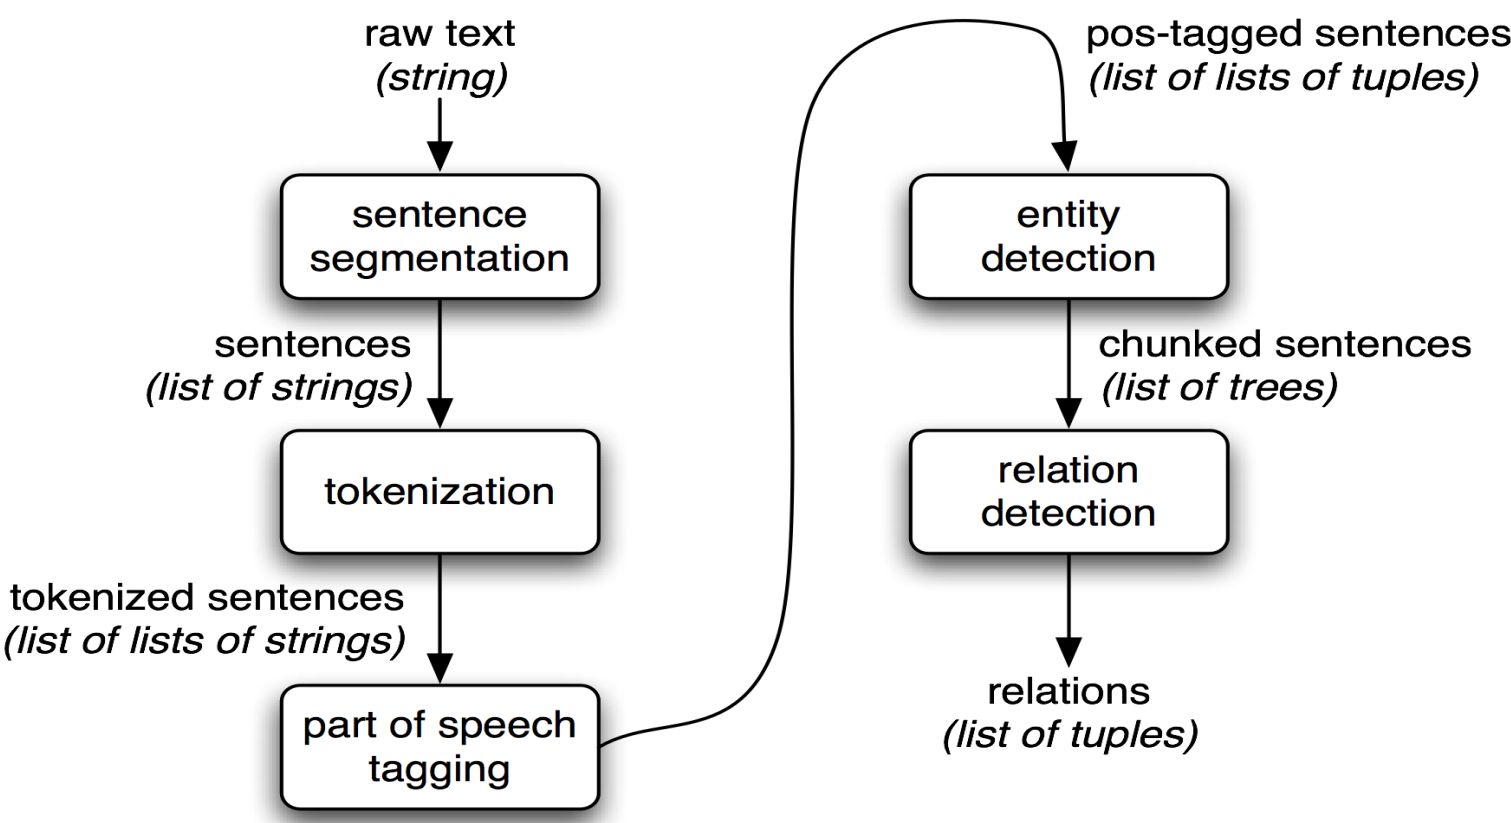 raw text
(string)
sentence
segmentation
sentences
(list of strings)
tokenization
tokenized sentences
(list of lists of strings)
part of speech
tagging
pos-tagged sentences
(list of lists of tuples)
entity
detection
chunked sentences
(list of trees)
relation
detection
relations
(list of tuples)